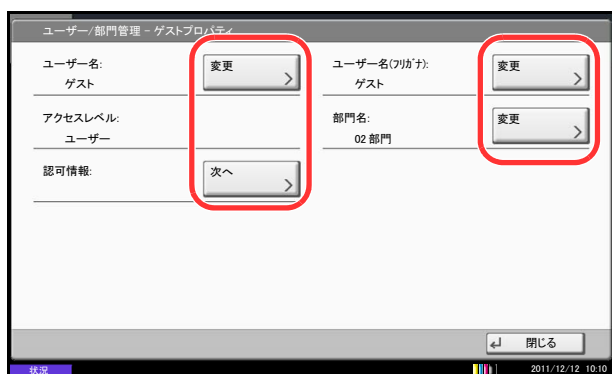 ユーザー/部門管理 - ゲストプロパティ
ユーザー名:
ゲスト
変更
ユーザー名(ﾌﾘｶﾞﾅ):
ゲスト
変更
アクセスレベル:
ユーザー
部門名:
02 部門
変更
認可情報:
次へ
閉じる
状況
2011/12/12 10:10